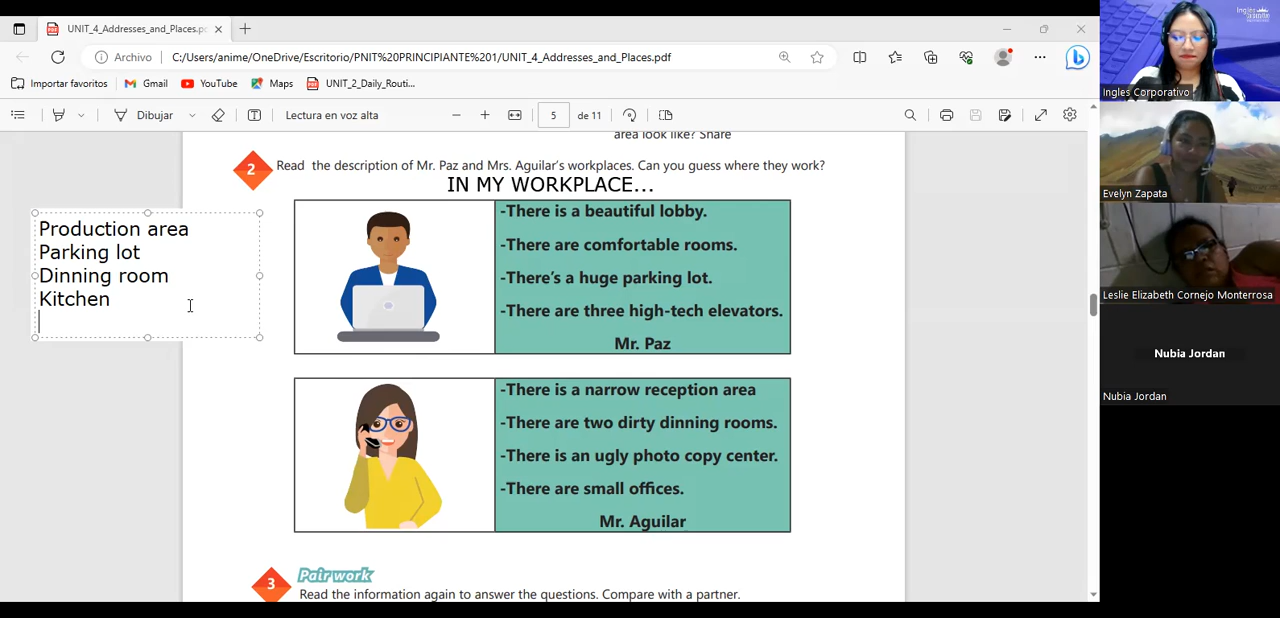 UNIT_4_Addresses_and_Places.pc
Archivo
C:/Users/anime/OneDrive/Escritorio/PNIT%20PRINCIPIANTE%201/UNIT_4_Addresses_and_Places.pdf
Importar favoritos
Gmail
YouTube
Maps
UNIT_2_Daily_Routi...
Dibujar
Lectura en voz alta
5
de 11
area look like? Share
2
Read the description of Mr. Paz and Mrs. Aguilar's workplaces. Can you guess where they work?
IN MY WORKPLACE...
Production area
Parking lot
Dinning room
Kitchen
-There is a beautiful lobby.
-There are comfortable rooms.
-There's a huge parking lot.
-There are three high-tech elevators.
Mr. Paz
-There is a narrow reception area
-There are two dirty dinning rooms.
-There is an ugly photo copy center.
-There are small offices.
Mr. Aguilar
3
Pair work
Read the information again to answer the questions. Compare with a partner.
Ingles Corporativo
Evelyn Zapata
Leslie Elizabeth Cornejo Monterrosa
Nubia Jordan
Nubia Jordan